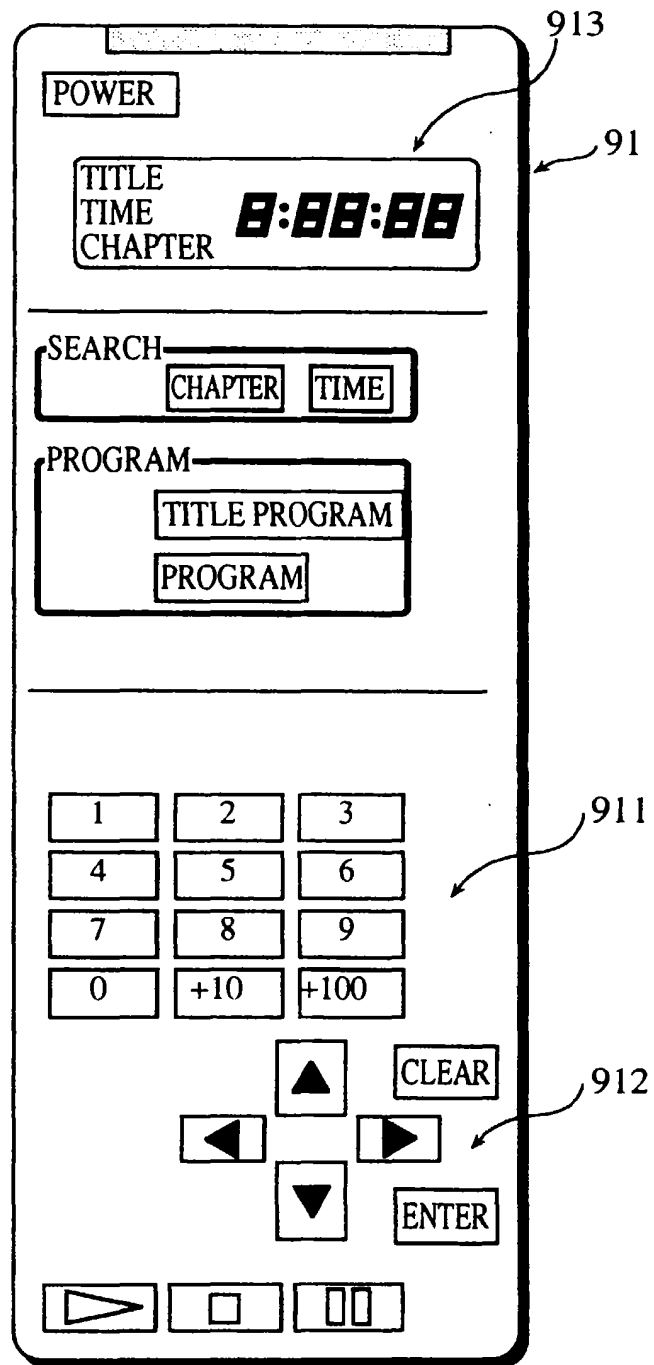 913
POWER
91
TITLE
TIME 8:88:88
CHAPTER
SEARCH
CHAPTER TIME
PROGRAM
TITLE PROGRAM
PROGRAM
1 2 3
911
4 5 6
7 8 9
0 +10 +100
CLEAR
912
ENTER